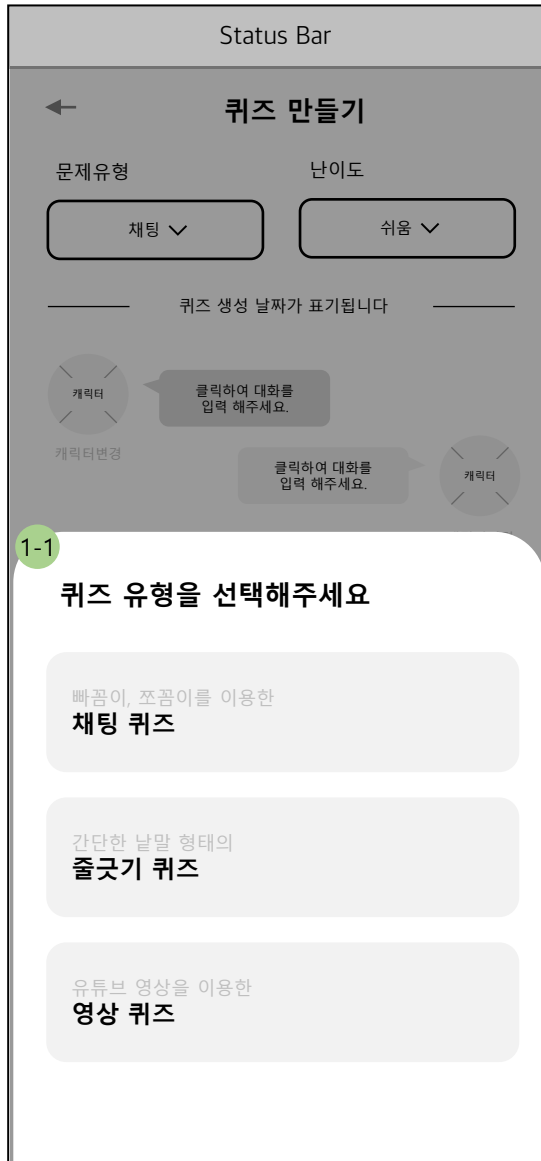 Status Bar
퀴즈 만들기
문제유형
난이도
채팅
쉬움
퀴즈 생성 날짜가 표기됩니다
캐릭터
클릭하여 대화를
입력 해주세요.
캐릭터변경
클릭하여 대화를
입력 해주세요.
캐릭터
1-1
퀴즈 유형을 선택해주세요
빠꼼이, 쪼꼼이를 이용한
채팅 퀴즈
간단한 낱말 형태의
줄긋기 퀴즈
유튜브 영상을 이용한
영상 퀴즈